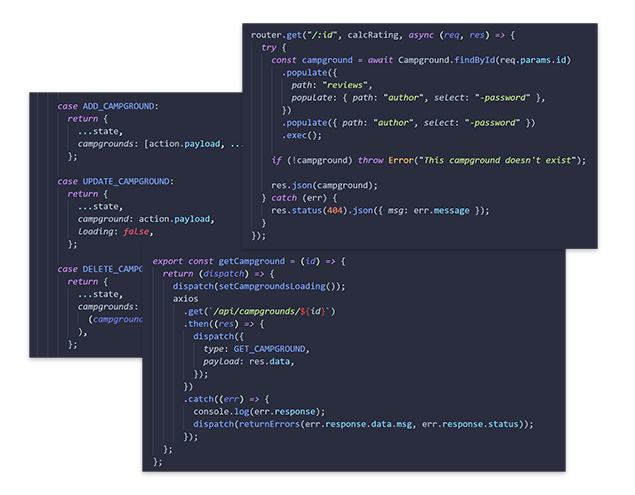 router.get("/:id", calcRating, async (req, res) => {
try {
const campground = await Campground.findById(req.params.id)
.populate({
path: "reviews",
populate: { path: "author", select: "-password" },
})
.populate({ path: "author", select: "-password" })
.exec();
if (!campground) throw Error("This campground doesn't exist");
res.json(campground);
} catch (err) {
res.status(404).json({ msg: err.message });
}
});
case ADD_CAMPGROUND:
return {
...state,
campgrounds: [action.payload, ...
};
case UPDATE_CAMPGROUND:
return {
...state,
campground: action.payload,
loading: false,
};
case DELETE_CAMPG
return {
...state,
campgrounds:
(campground
),
};
export const getCampground = (id) => {
return (dispatch) => {
dispatch(setCampgroundsLoading());
axios
.get(`/api/campgrounds/${id}`)
.then((res) => {
dispatch({
type: GET_CAMPGROUND,
payload: res.data,
});
})
.catch((err) => {
console.log(err.response);
dispatch(returnErrors(err.response.data.msg, err.response.status));
});
};
};